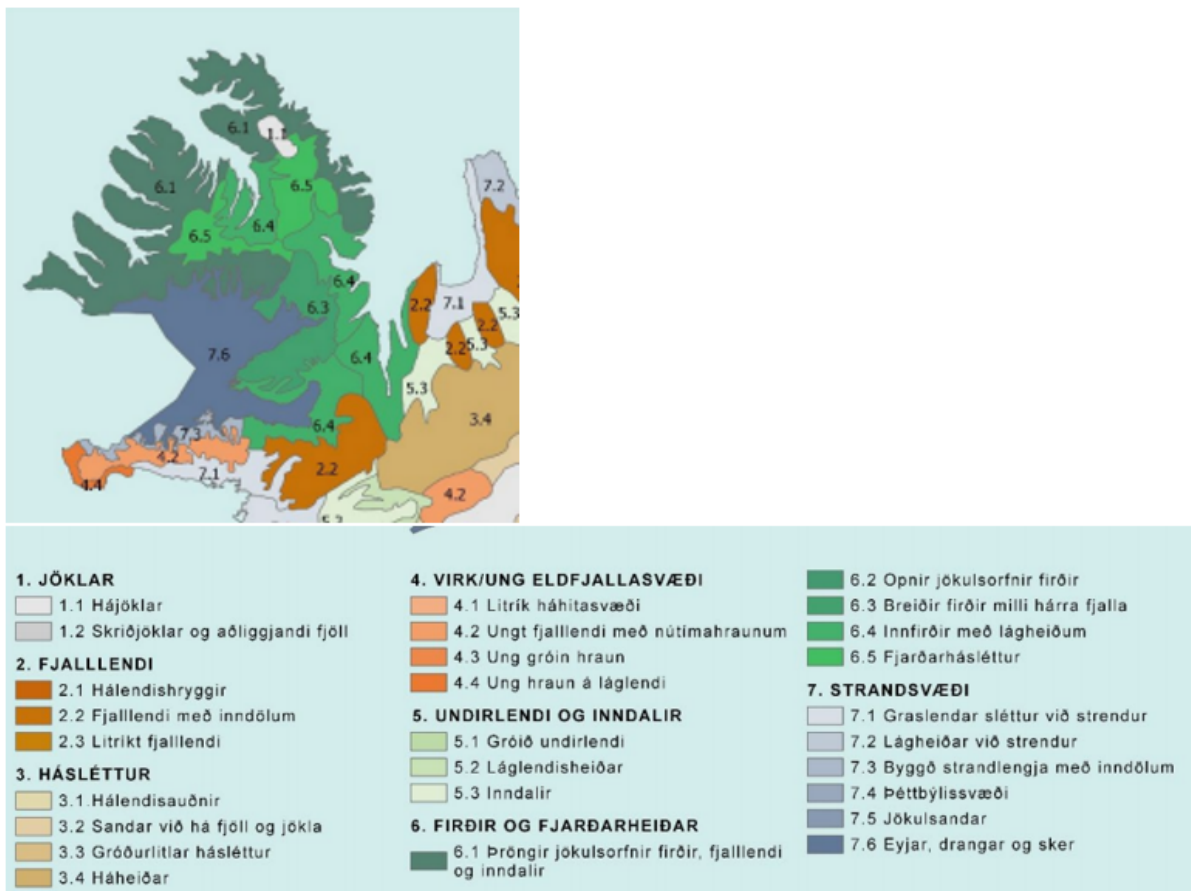 6.1
1.1
6.1
6.5
7.2
6.5
6.4
6.4
6.3
2.2
7.1
5.3
2.2
2.2
5.3
7.6
6.4
5.3
3.4
7.3
6.4
4.2
7.1
2.2
4.4
4.2
1. JÖKLAR
1.1 Hájöklar
1.2 Skriðjöklar og aðliggjandi fjöll
2. FJALLLENDI
2.1 Hálendishryggir
2.2 Fjalllendi með inndölum
2.3 Litríkt fjalllendi
3. HÁSLÉTTUR
3.1 Hálendisauðnir
3.2 Sandar við há fjöll og jökla
3.3 Gróðurlitlar hásléttur
3.4 Háheiðar
4. VIRK/UNG ELDFJALLASVÆÐI
4.1 Litrík háhitasvæði
4.2 Ungt fjalllendi með nútímahraunum
4.3 Ung gróin hraun
4.4 Ung hraun á láglendi
5. UNDIRLENDI OG INNDALIR
5.1 Gróið undirlendi
5.2 Láglendisheiðar
5.3 Inndalir
6. FIRÐIR OG FJARÐARHEIÐAR
6.1 Þröngir jökulsorfnir firðir, fjalllendi
og inndalir
6.2 Opnir jökulsorfnir firðir
6.3 Breiðir firðir milli hárra fjalla
6.4 Innfirðir með lágheiðum
6.5 Fjarðarhásléttur
7. STRANDSVÆÐI
7.1 Graslendar sléttur við strendur
7.2 Lágheiðar við strendur
7.3 Byggð strandlengja með inndölum
7.4 Þéttbýlissvæði
7.5 Jökulsandar
7.6 Eyjar, drangar og sker